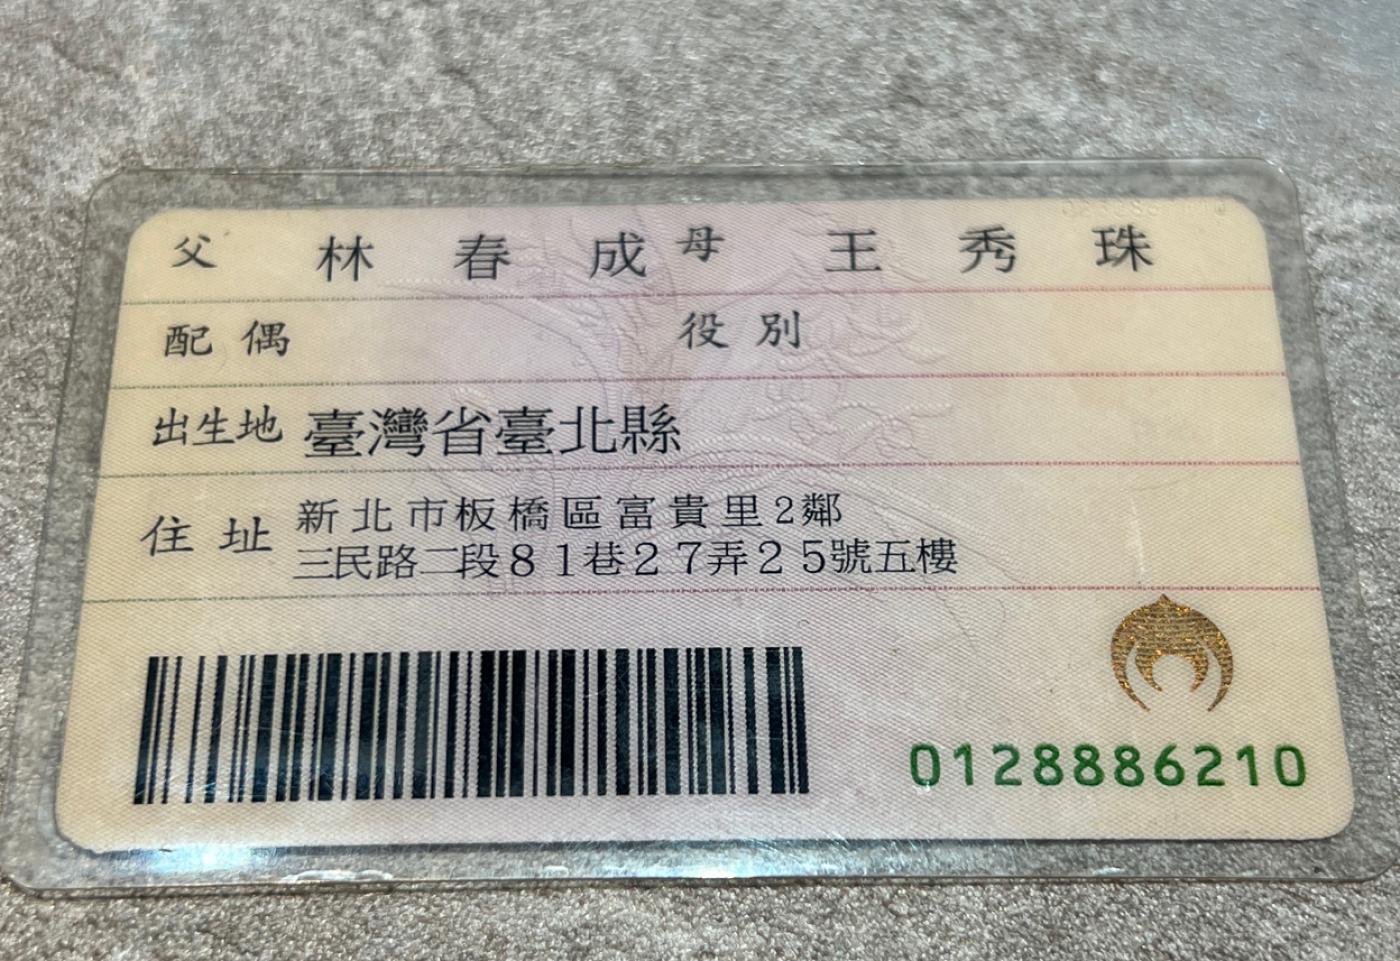 父 林春成 母 王秀珠
配偶 役別
出生地 臺灣省臺北縣
住址 新北市板橋區富貴里2鄰
三民路二段81巷27弄25號五樓
0128886210